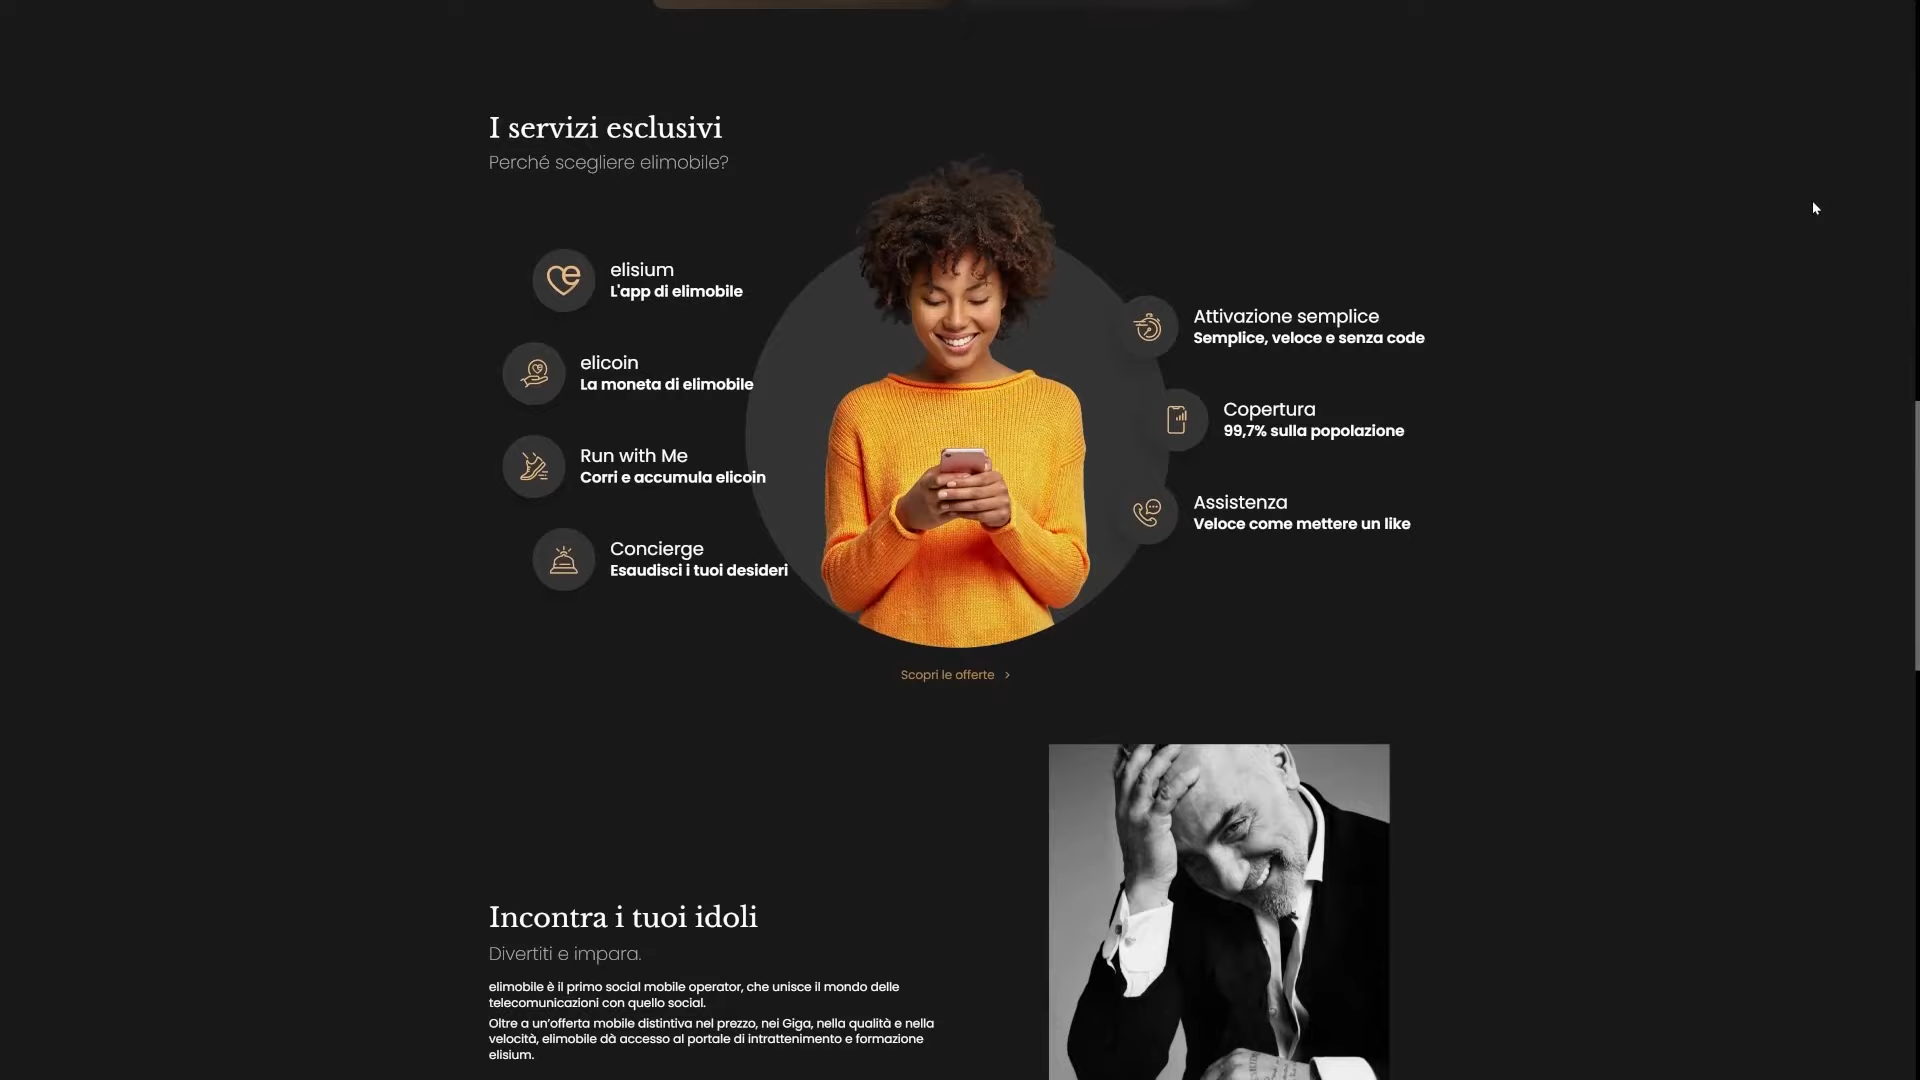 I servizi esclusivi
Perché scegliere elimobile?
elisium
L'app di elimobile
elicoin
La moneta di elimobile
Run with Me
Corri e accumula elicoin
Concierge
Esaudisci i tuoi desideri
Attivazione semplice
Semplice, veloce e senza code
Copertura
99,7% sulla popolazione
Assistenza
Veloce come mettere un like
Scopri le offerte
Incontra i tuoi idoli
Divertiti e impara.
elimobile è il primo social mobile operator, che unisce il mondo delle
telecomunicazioni con quello social.
Oltre a un'offerta mobile distintiva nel prezzo, nei Giga, nella qualità e nella
velocità, elimobile dà accesso al portale di intrattenimento e formazione
elisium.